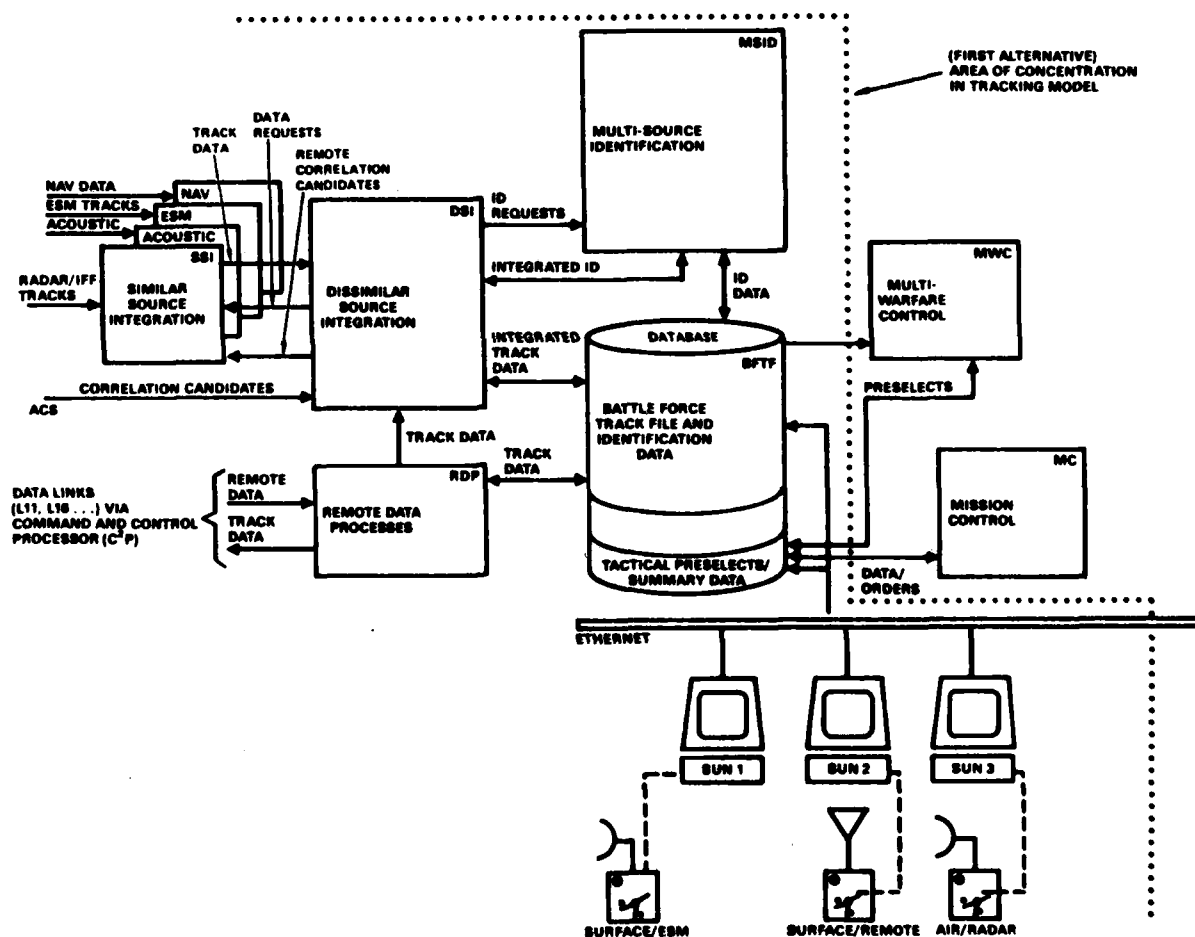 MSID
(FIRST ALTERNATIVE)
AREA OF CONCENTRATION
IN TRACKING MODEL
MULTI-SOURCE
IDENTIFICATION
TRACK
DATA
DATA
REQUESTS
REMOTE
CORRELATION
CANDIDATES
NAV DATA
NAV
ESM TRACKS
ESM
ACOUSTIC
ACOUSTIC
SSI
RADAR/IFF
TRACKS
SIMILAR
SOURCE
INTEGRATION
DSI
DISSIMILAR
SOURCE
INTEGRATION
ID
REQUESTS
INTEGRATED ID
ID
DATA
MWC
MULTI-
WARFARE
CONTROL
INTEGRATED
TRACK
DATA
DATABASE
BFTF
BATTLE FORCE
TRACK FILE AND
IDENTIFICATION
DATA
PRESELECTS
CORRELATION CANDIDATES
ACS
TRACK DATA
TRACK
DATA
RDP
REMOTE DATA
PROCESSES
DATA LINKS
(L11, L16 . . .) VIA
COMMAND AND CONTROL
PROCESSOR (C²P)
REMOTE
DATA
TRACK
DATA
MC
MISSION
CONTROL
TACTICAL PRESELECTS/
SUMMARY DATA
DATA/
ORDERS
ETHERNET
SUN 1
SUN 2
SUN 3
SURFACE/ESM
SURFACE/REMOTE
AIR/RADAR